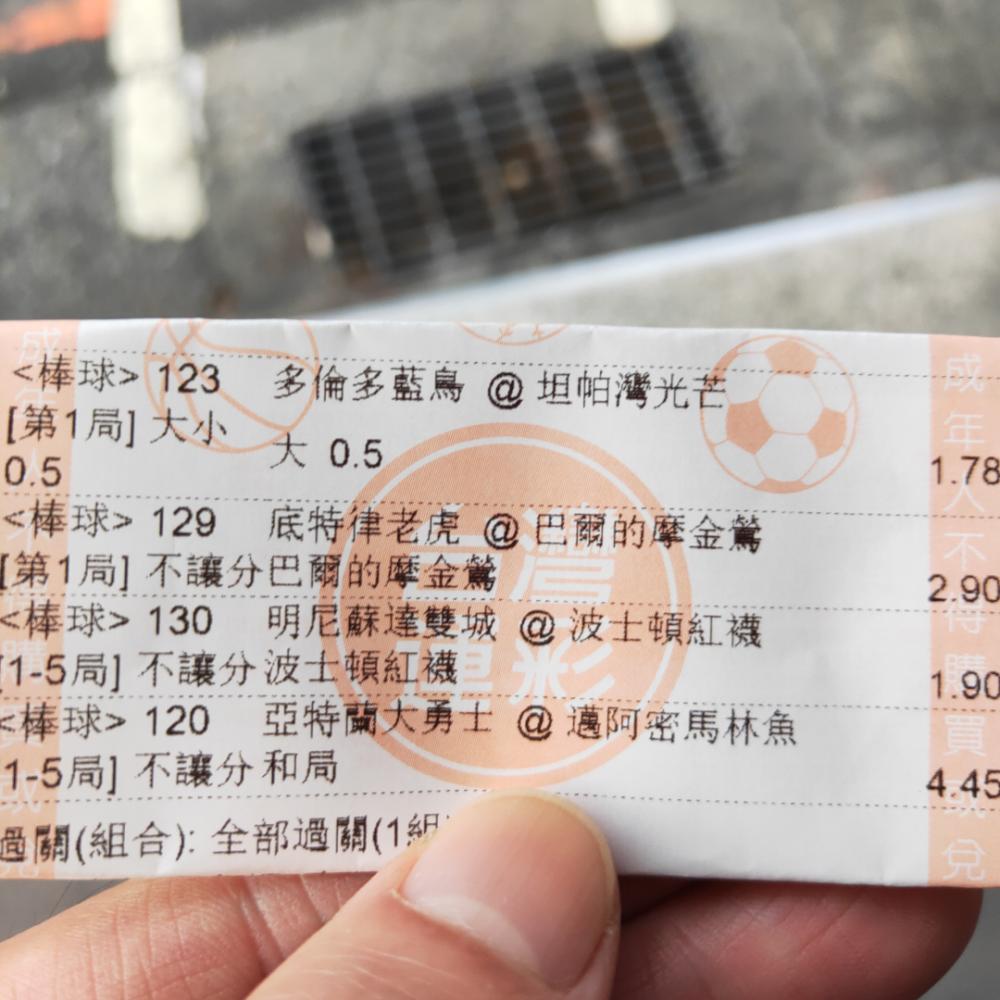 <棒球> 123 多倫多藍鳥 @ 坦帕灣光芒
[第1局] 大小
0.5 大 0.5 1.78
<棒球> 129 底特律老虎 @ 巴爾的摩金鶯
[第1局] 不讓分巴爾的摩金鶯 2.90
<棒球> 130 明尼蘇達雙城 @ 波士頓紅襪
[1-5局] 不讓分波士頓紅襪 1.90
<棒球> 120 亞特蘭大勇士 @ 邁阿密馬林魚
1-5局] 不讓分和局 4.45
過關(組合): 全部過關(1組
台灣
運彩
成年人不得購買或兌